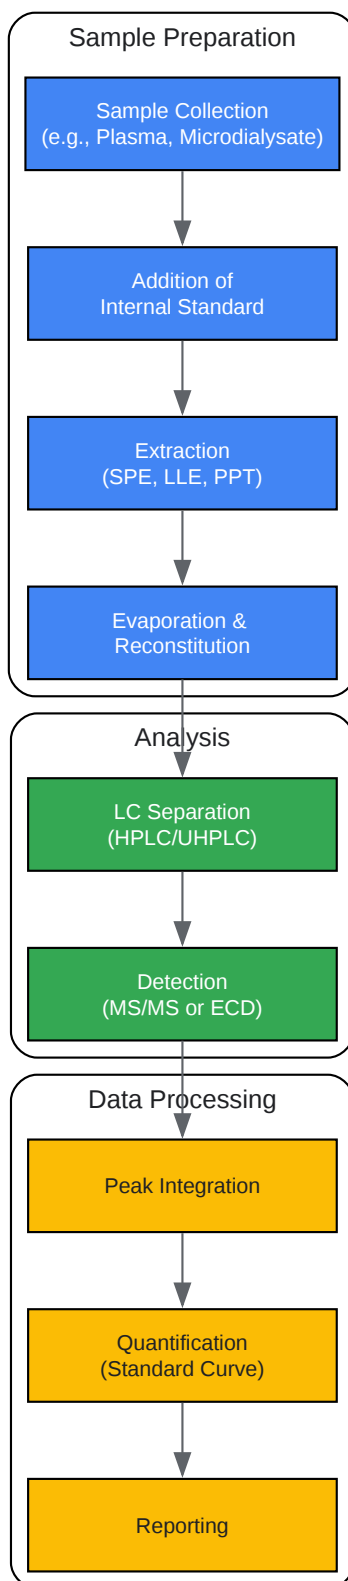 Sample Preparation
Sample Collection
(e.g., Plasma, Microdialysate)
Addition of
Internal Standard
Extraction
(SPE, LLE, PPT)
Evaporation &
Reconstitution
Analysis
LC Separation
(HPLC/UHPLC)
Detection
(MS/MS or ECD)
Data Processing
Peak Integration
Quantification
(Standard Curve)
Reporting